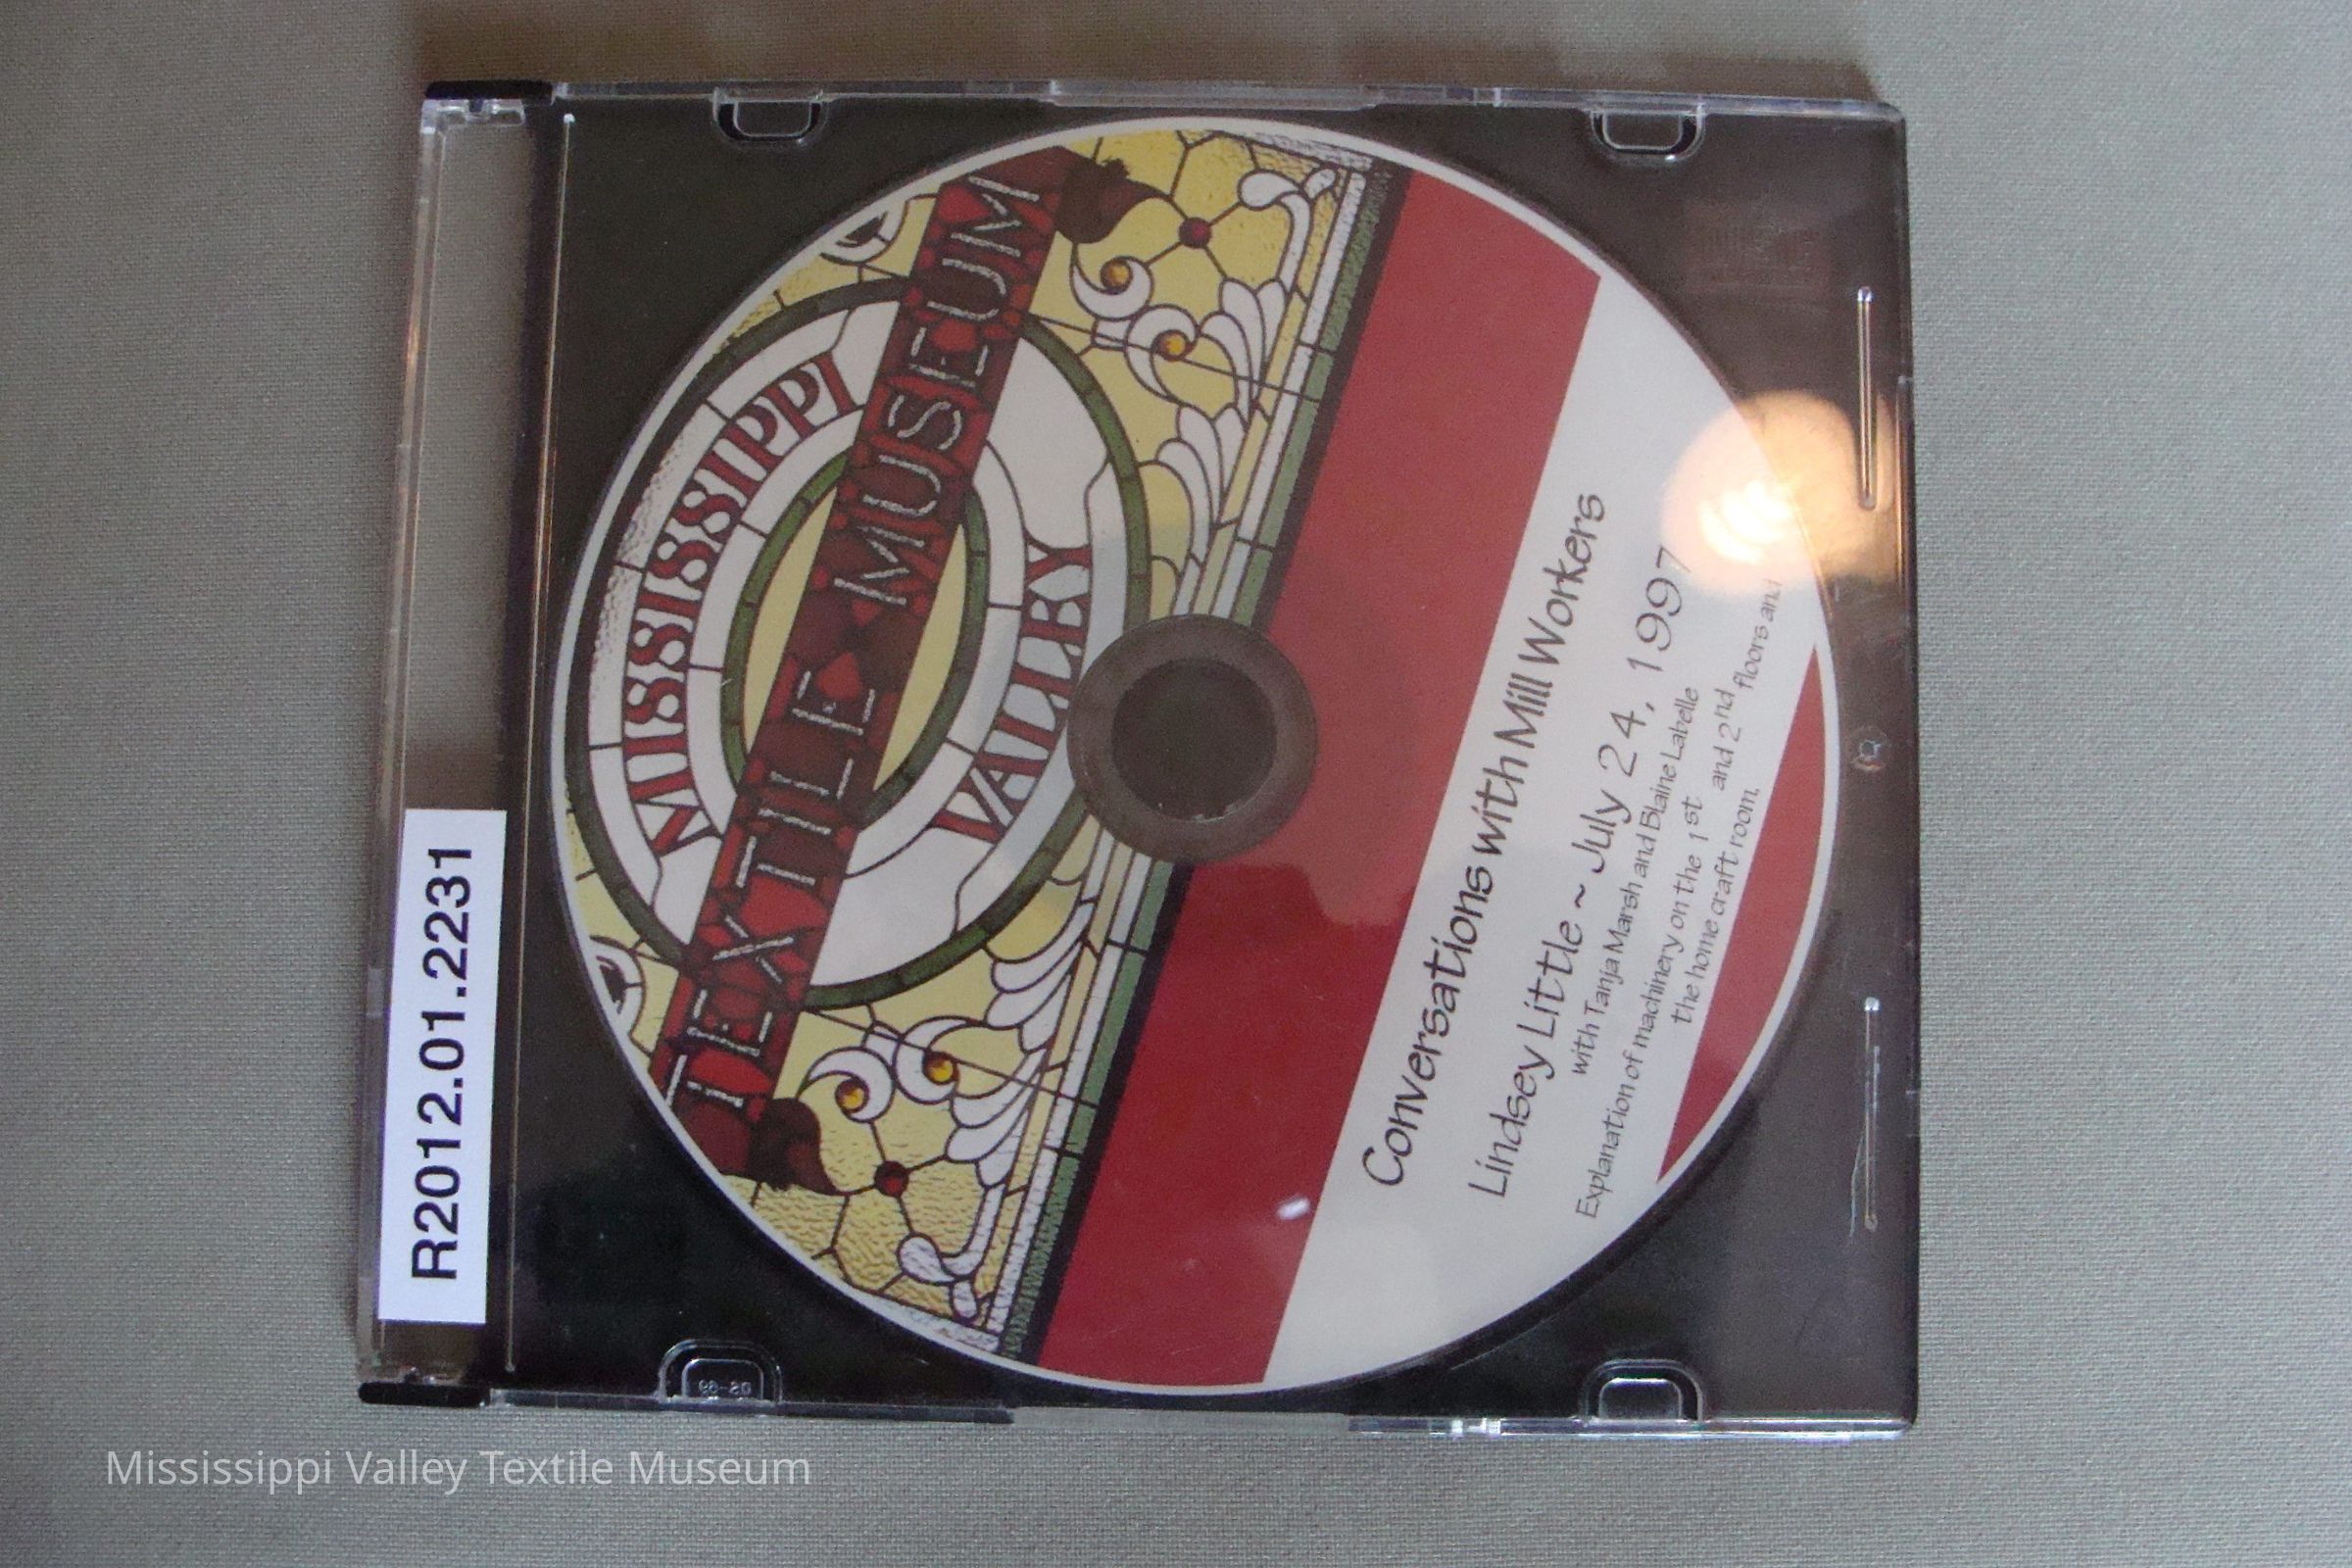 R2012.01.2231
MISSISSIPPI
TEXTILE MUSEUM
VALLEY
Conversations with Mill Workers
Lindsey Little ~ July 24, 1997
with Tanja Marsh and Blaine Labelle
Explanation of machinery on the 1st and 2nd floors and
the home craft room.
Mississippi Valley Textile Museum